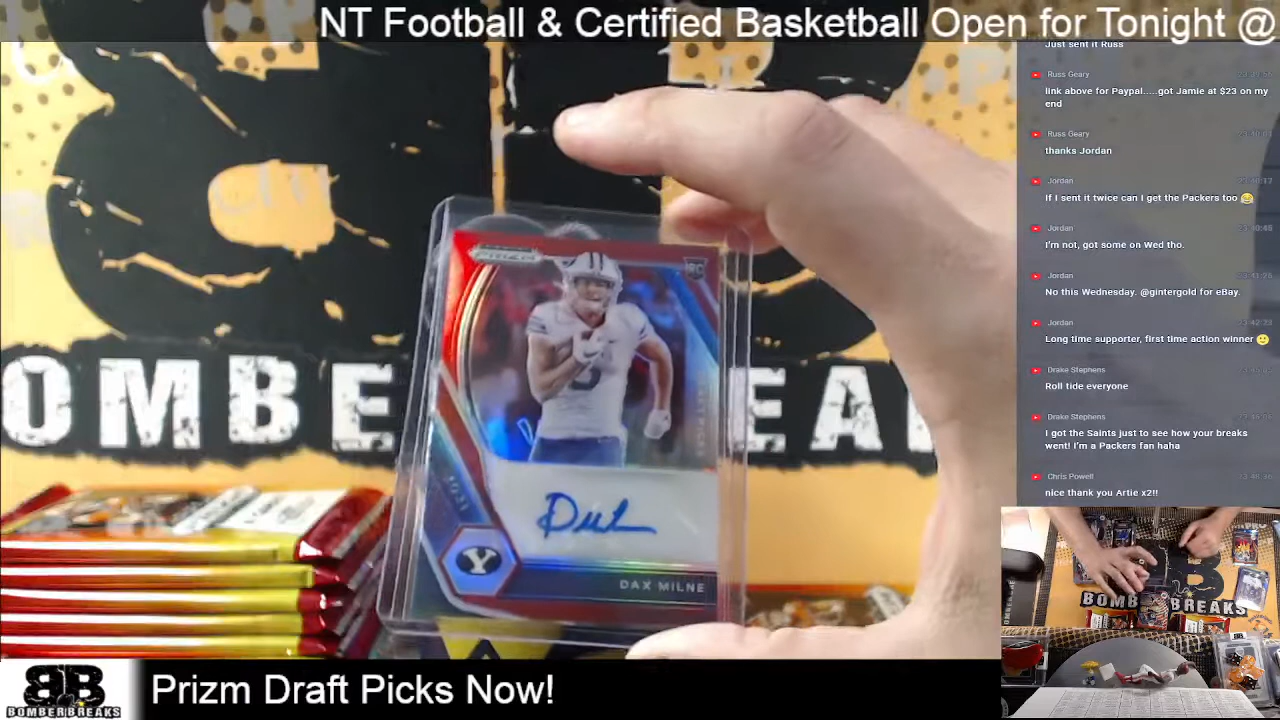 NT Football & Certified Basketball Open for Tonight @
Just sent it Russ
Russ Geary
link above for Paypal.....got Jamie at $23 on my
end
Russ Geary
thanks Jordan
Jordan
If I sent it twice can I get the Packers too 😂
Jordan
I'm not, got some on Wed tho.
Jordan
No this Wednesday. @gintergold for eBay.
Jordan
Long time supporter, first time action winner 🙂
Drake Stephens
Roll tide everyone
Drake Stephens
I got the Saints just to see how your breaks
went! I'm a Packers fan haha
Chris Powell
nice thank you Artie x2!!
PRIZM
RC
Y
DAX MILNE
OMBE
EA
BOMB BREAKS
BB
BOMBERBREAKS
Prizm Draft Picks Now!